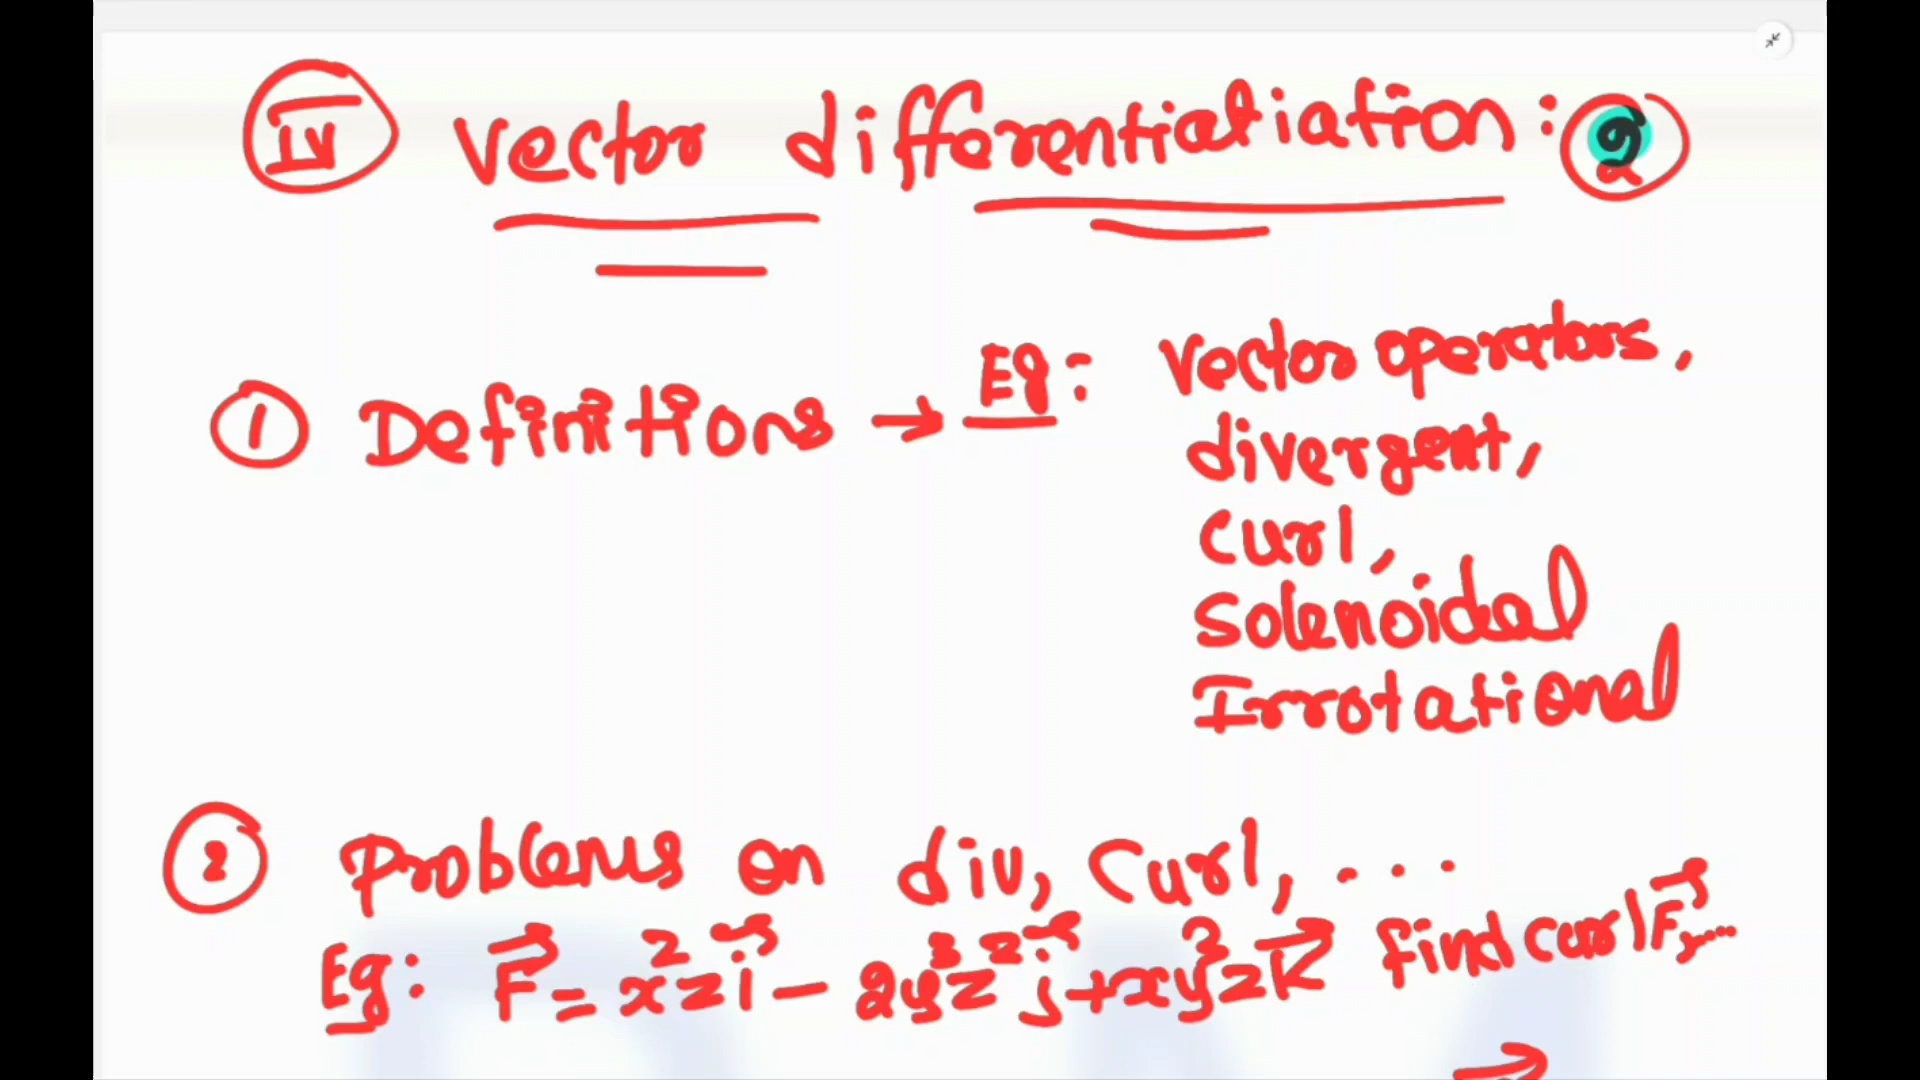 IV Vector differentiation: 2
1 Definitions → Eg: Vector operators,
divergent,
Curl,
Solenoidal
Irrotational
2 Problems on div, Curl, ...
Eg: F⃗ = x²z i⃗ - 2y³z² j⃗ + xy²z k⃗ find curl F⃗, ...